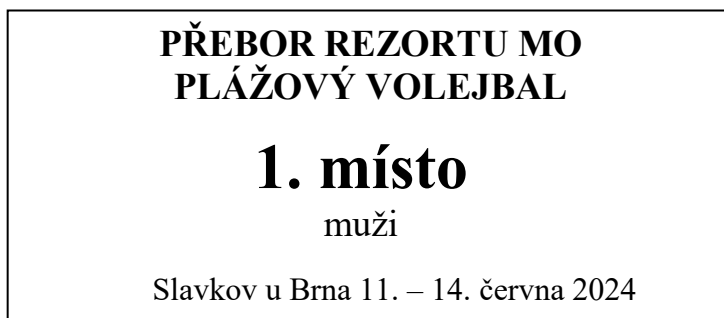 PŘEBOR REZORTU MO
PLÁŽOVÝ VOLEJBAL
1. místo
muži
Slavkov u Brna 11. – 14. června 2024